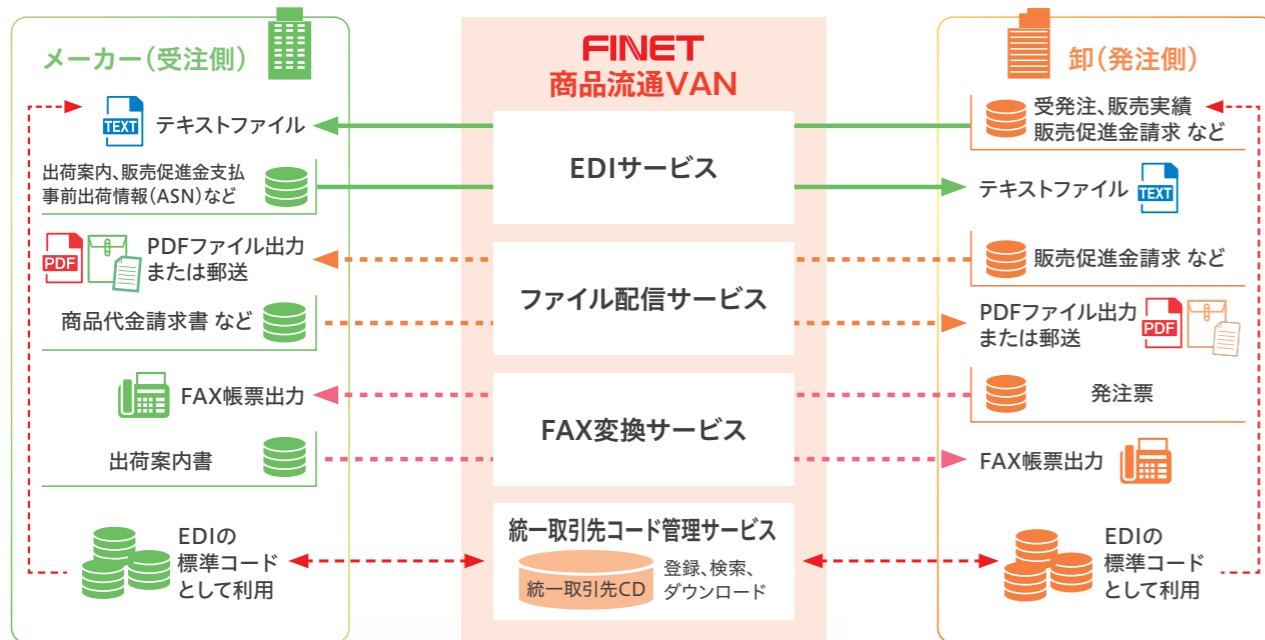 メーカー（受注側）
TEXT
テキストファイル
出荷案内、販売促進金支払
事前出荷情報（ASN）など
PDF
PDFファイル出力
または郵送
商品代金請求書 など
FAX帳票出力
出荷案内書
EDIの
標準コード
として利用
FINET
商品流通VAN
EDIサービス
ファイル配信サービス
FAX変換サービス
統一取引先コード管理サービス
統一取引先CD
登録、検索、
ダウンロード
卸（発注側）
受発注、販売実績
販売促進金請求 など
テキストファイル
TEXT
販売促進金請求 など
PDFファイル出力
または郵送
PDF
発注票
FAX帳票出力
EDIの
標準コード
として利用